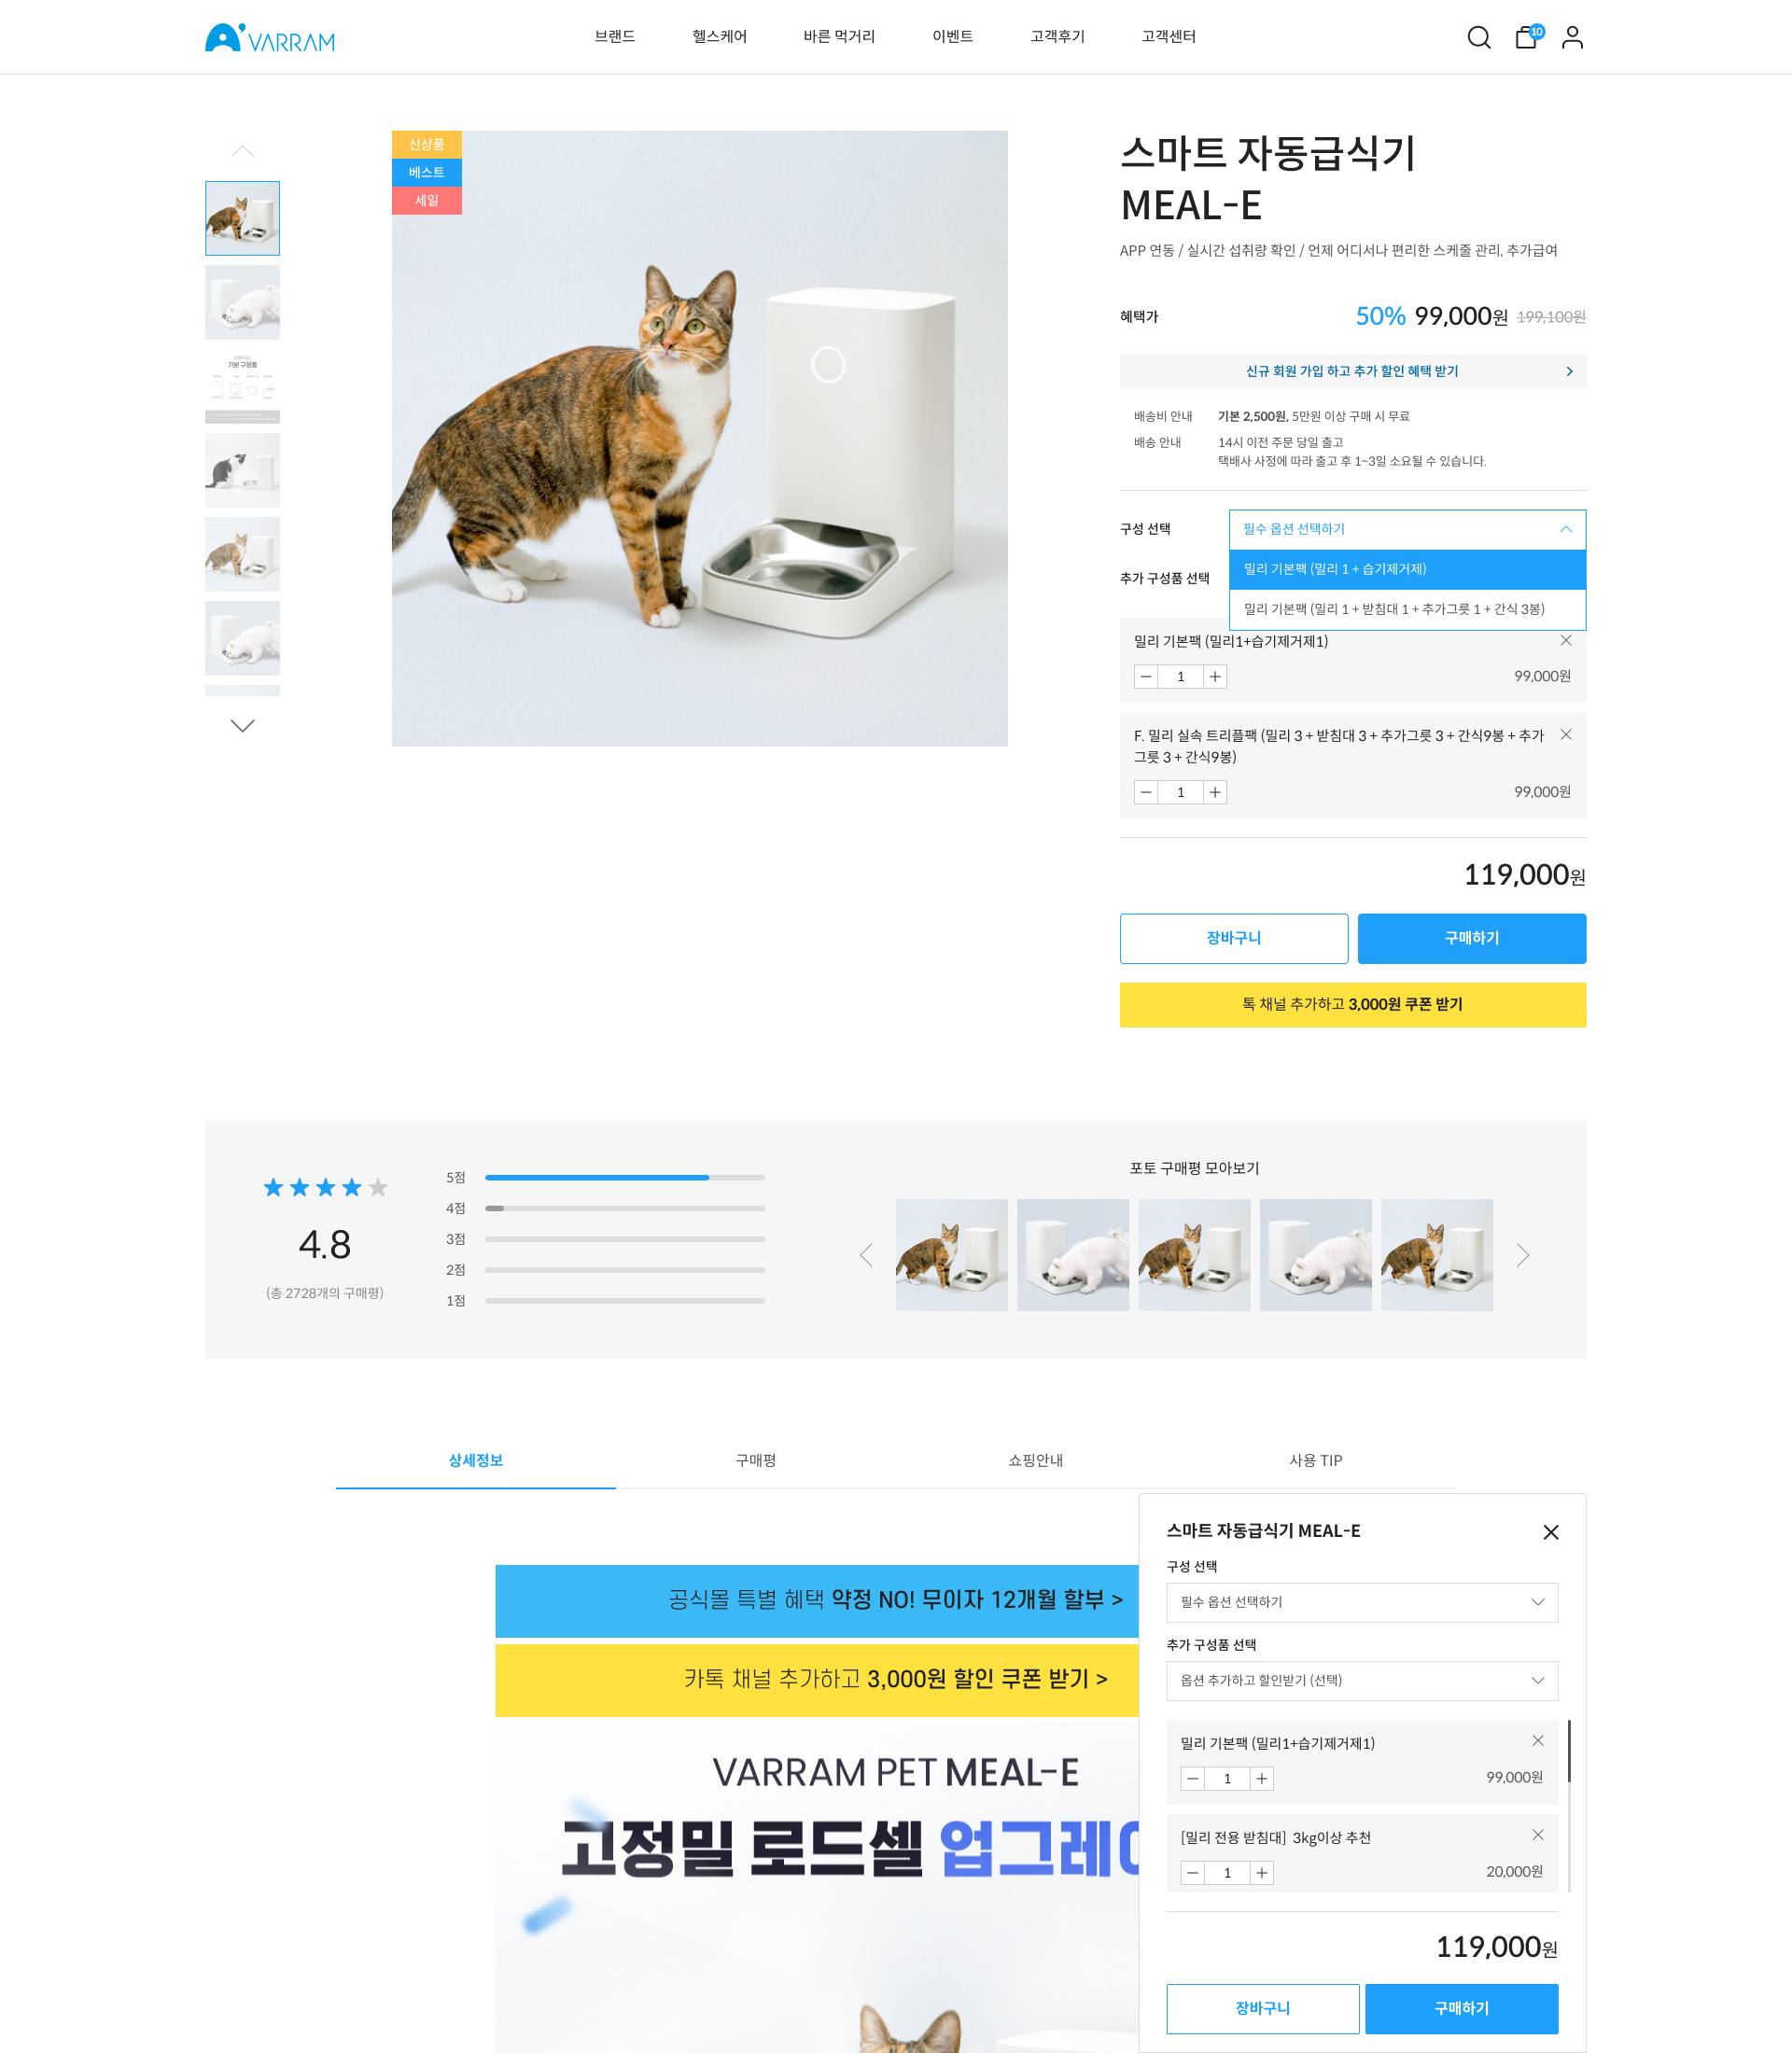 VARRAM
브랜드
헬스케어
바른 먹거리
이벤트
고객후기
고객센터
10
신상품
베스트
세일
스마트 자동급식기
MEAL-E
APP 연동 / 실시간 섭취량 확인 / 언제 어디서나 편리한 스케줄 관리, 추가급여
혜택가
50% 99,000원 199,100원
신규 회원 가입 하고 추가 할인 혜택 받기
배송비 안내
기본 2,500원, 5만원 이상 구매 시 무료
배송 안내
14시 이전 주문 당일 출고
택배사 사정에 따라 출고 후 1~3일 소요될 수 있습니다.
구성 선택
필수 옵션 선택하기
밀리 기본팩 (밀리 1 + 습기제거제)
추가 구성품 선택
밀리 기본팩 (밀리 1 + 받침대 1 + 추가그릇 1 + 간식 3봉)
밀리 기본팩 (밀리1+습기제거제1)
1
99,000원
F. 밀리 실속 트리플팩 (밀리 3 + 받침대 3 + 추가그릇 3 + 간식9봉 + 추가
그릇 3 + 간식9봉)
1
99,000원
119,000원
장바구니
구매하기
톡 채널 추가하고 3,000원 쿠폰 받기
기본 구성품
4.8
(총 2728개의 구매평)
5점
4점
3점
2점
1점
포토 구매평 모아보기
상세정보
구매평
쇼핑안내
사용 TIP
공식몰 특별 혜택 약정 NO! 무이자 12개월 할부 >
카톡 채널 추가하고 3,000원 할인 쿠폰 받기 >
VARRAM PET MEAL-E
고정밀 로드셀 업그레이
스마트 자동급식기 MEAL-E
구성 선택
필수 옵션 선택하기
추가 구성품 선택
옵션 추가하고 할인받기 (선택)
밀리 기본팩 (밀리1+습기제거제1)
1
99,000원
[밀리 전용 받침대] 3kg이상 추천
1
20,000원
119,000원
장바구니
구매하기